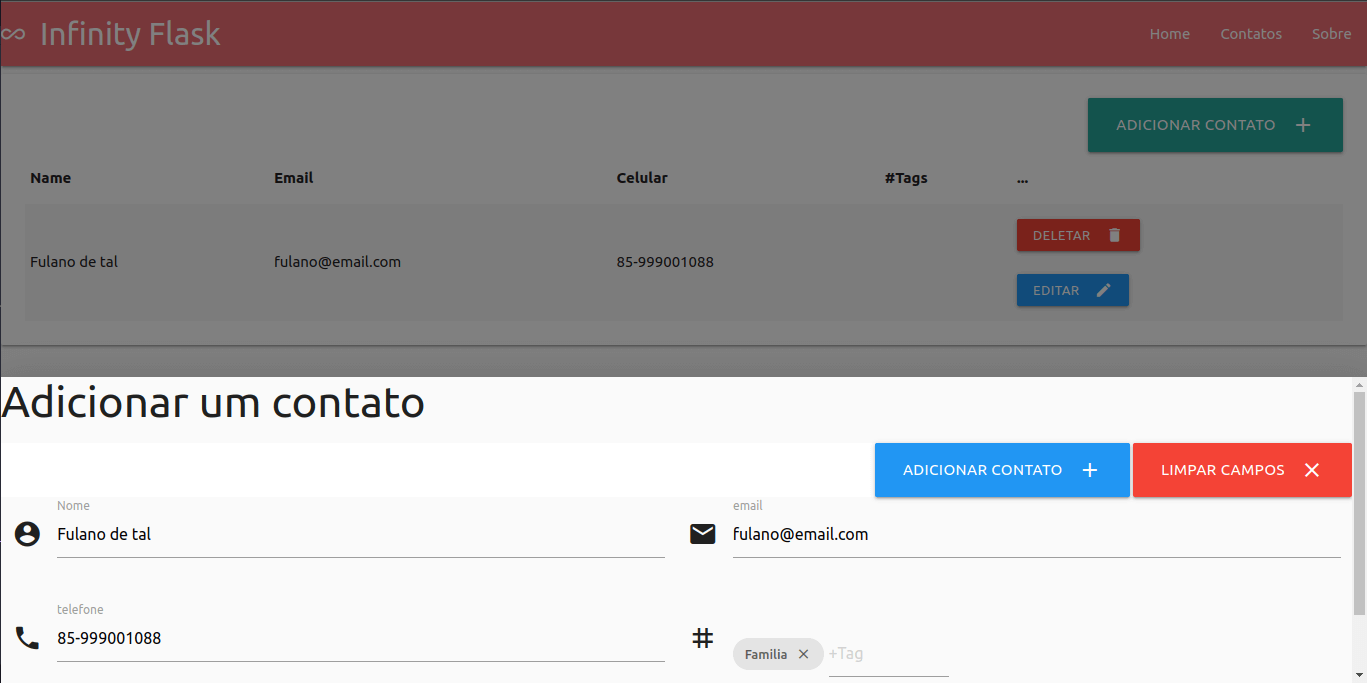 Infinity Flask
Home Contatos Sobre
ADICIONAR CONTATO
Name Email Celular #Tags ...
DELETAR
Fulano de tal fulano@email.com 85-999001088
EDITAR
Adicionar um contato
ADICIONAR CONTATO LIMPAR CAMPOS
Nome email
Fulano de tal fulano@email.com
telefone
85-999001088
Familia +Tag